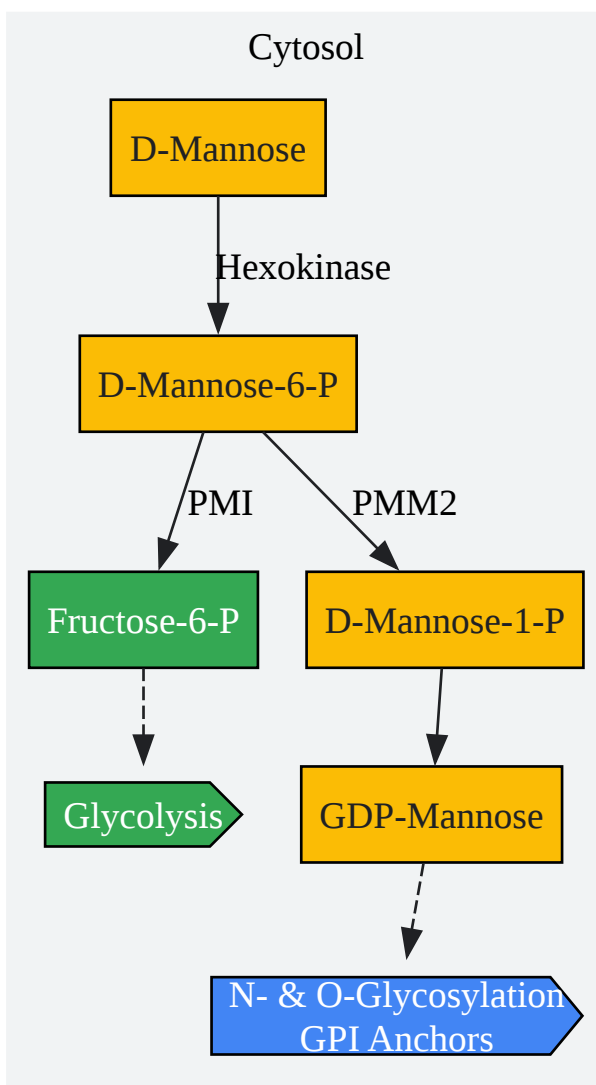 Cytosol
D-Mannose
Hexokinase
D-Mannose-6-P
PMI
PMM2
Fructose-6-P
D-Mannose-1-P
Glycolysis
GDP-Mannose
N- & O-Glycosylation
GPI Anchors